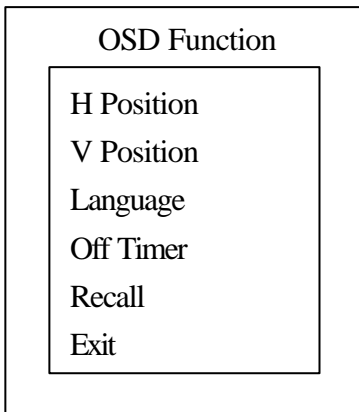 OSD Function
H Position
V Position
Language
Off Timer
Recall
Exit